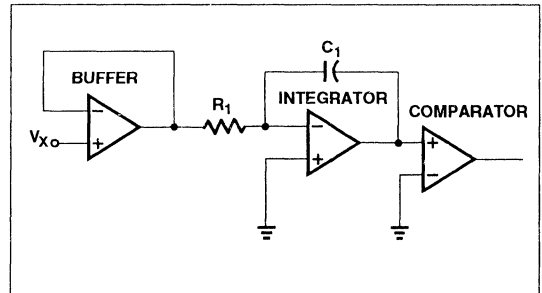 C1
BUFFER
R1
INTEGRATOR
COMPARATOR
VX
− + − + + −